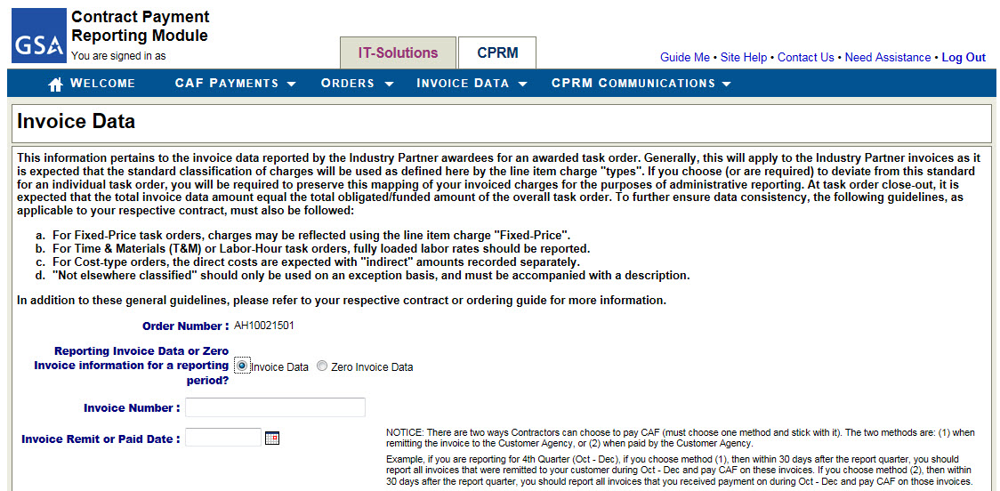 GSA
Contract Payment
Reporting Module
You are signed in as
IT-Solutions
CPRM
Guide Me • Site Help • Contact Us • Need Assistance • Log Out
WELCOME CAF PAYMENTS ORDERS INVOICE DATA CPRM COMMUNICATIONS
Invoice Data
This information pertains to the invoice data reported by the Industry Partner awardees for an awarded task order. Generally, this will apply to the Industry Partner invoices as it
is expected that the standard classification of charges will be used as defined here by the line item charge "types". If you choose (or are required) to deviate from this standard
for an individual task order, you will be required to preserve this mapping of your invoiced charges for the purposes of administrative reporting. At task order close-out, it is
expected that the total invoice data amount equal the total obligated/funded amount of the overall task order. To further ensure data consistency, the following guidelines, as
applicable to your respective contract, must also be followed:
a. For Fixed-Price task orders, charges may be reflected using the line item charge "Fixed-Price".
b. For Time & Materials (T&M) or Labor-Hour task orders, fully loaded labor rates should be reported.
c. For Cost-type orders, the direct costs are expected with "indirect" amounts recorded separately.
d. "Not elsewhere classified" should only be used on an exception basis, and must be accompanied with a description.
In addition to these general guidelines, please refer to your respective contract or ordering guide for more information.
Order Number : AH10021501
Reporting Invoice Data or Zero
Invoice information for a reporting
period?
Invoice Data Zero Invoice Data
Invoice Number :
Invoice Remit or Paid Date :
NOTICE: There are two ways Contractors can choose to pay CAF (must choose one method and stick with it). The two methods are: (1) when
remitting the invoice to the Customer Agency, or (2) when paid by the Customer Agency.
Example, if you are reporting for 4th Quarter (Oct - Dec), if you choose method (1), then within 30 days after the report quarter, you should
report all invoices that were remitted to your customer during Oct - Dec and pay CAF on these invoices. If you choose method (2), then within
30 days after the report quarter, you should report all invoices that you received payment on during Oct - Dec and pay CAF on those invoices.